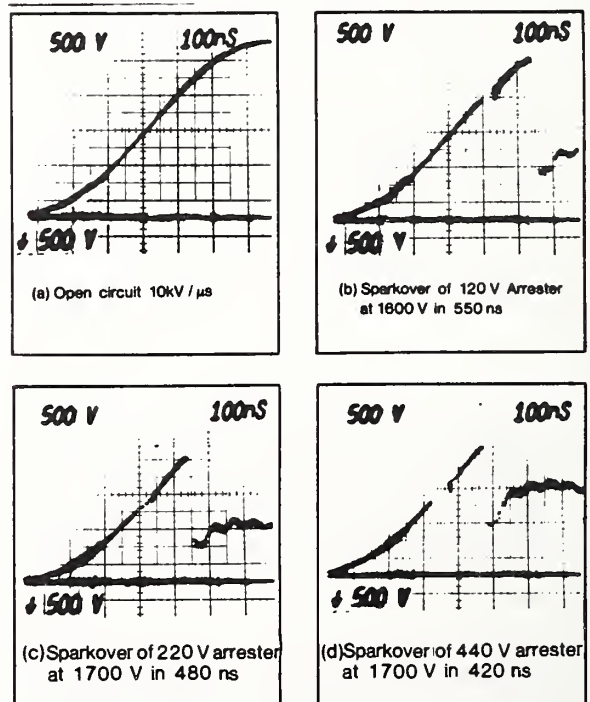 500 V 100nS
↓ 500 V
(a) Open circuit 10kV / µs
500 V 100nS
↓ 500 V
(b) Sparkover of 120 V Arrester
at 1600 V in 550 ns
500 V 100nS
↓ 500 V
(c) Sparkover of 220 V arrester
at 1700 V in 480 ns
500 V 100nS
↓ 500 V
(d) Sparkover of 440 V arrester
at 1700 V in 420 ns